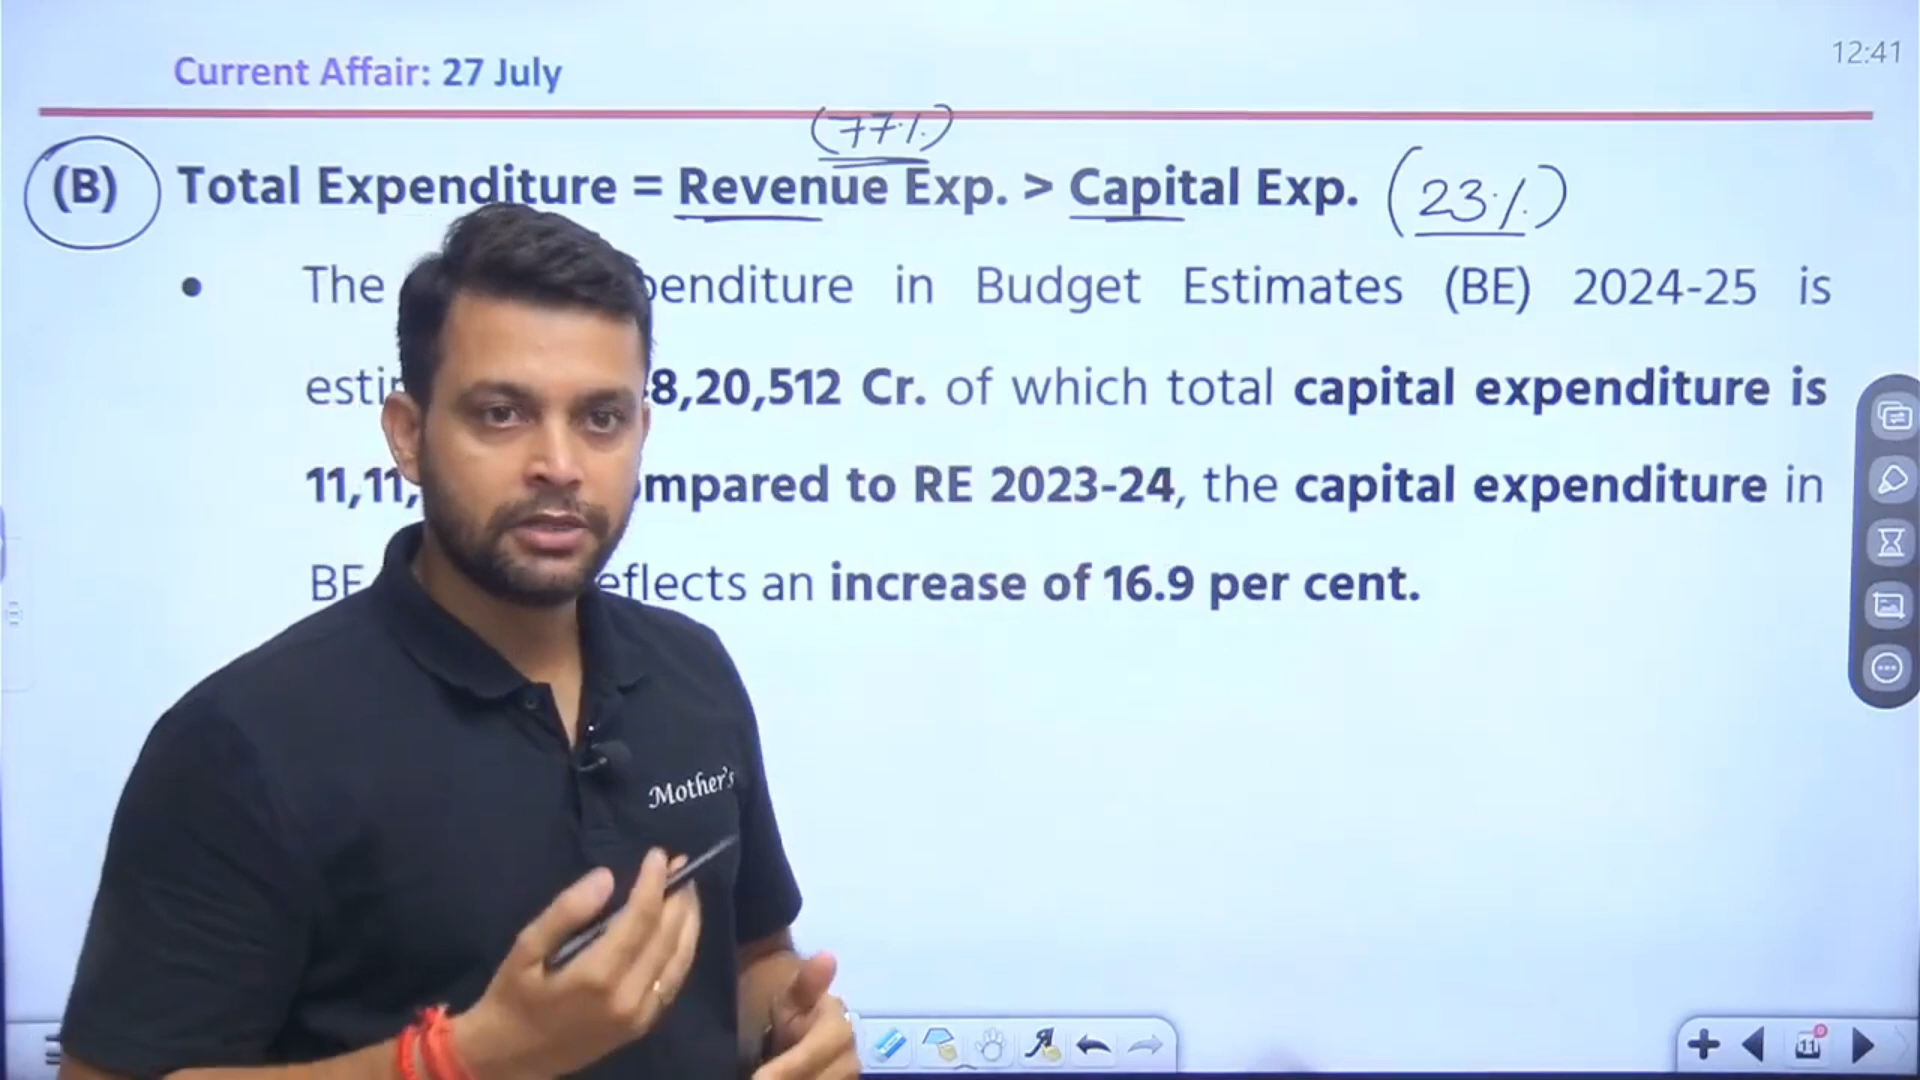 12:41
Current Affair: 27 July
(77%)
(B) Total Expenditure = Revenue Exp. > Capital Exp. (23%)
• The penditure in Budget Estimates (BE) 2024-25 is
esti 8,20,512 Cr. of which total capital expenditure is
11,11, mpared to RE 2023-24, the capital expenditure in
BE eflects an increase of 16.9 per cent.
Mother's
11